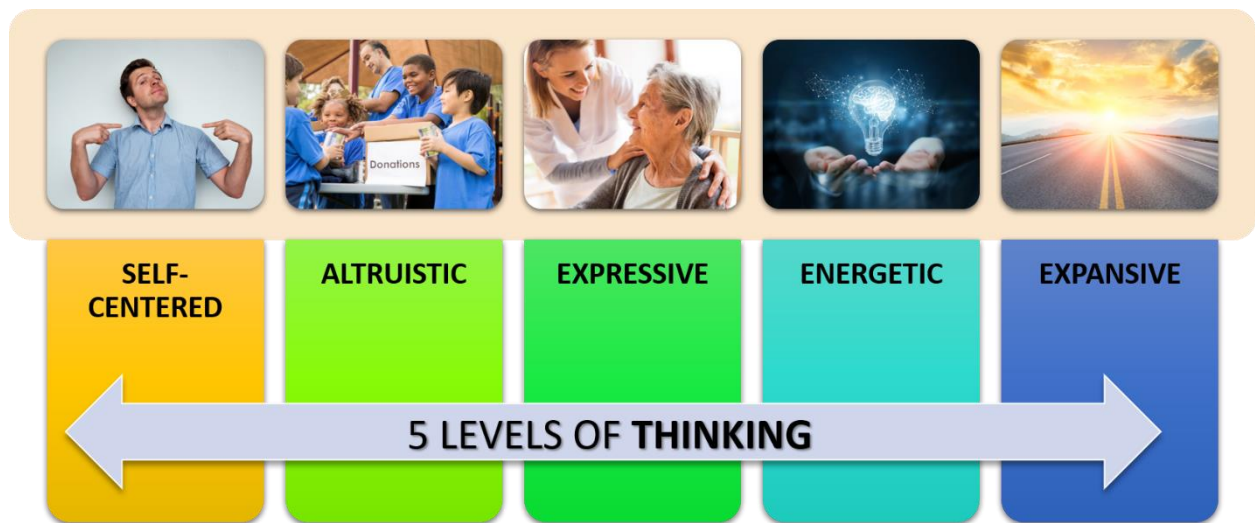 Donations
SELF-
CENTERED
ALTRUISTIC
EXPRESSIVE
ENERGETIC
EXPANSIVE
5 LEVELS OF THINKING